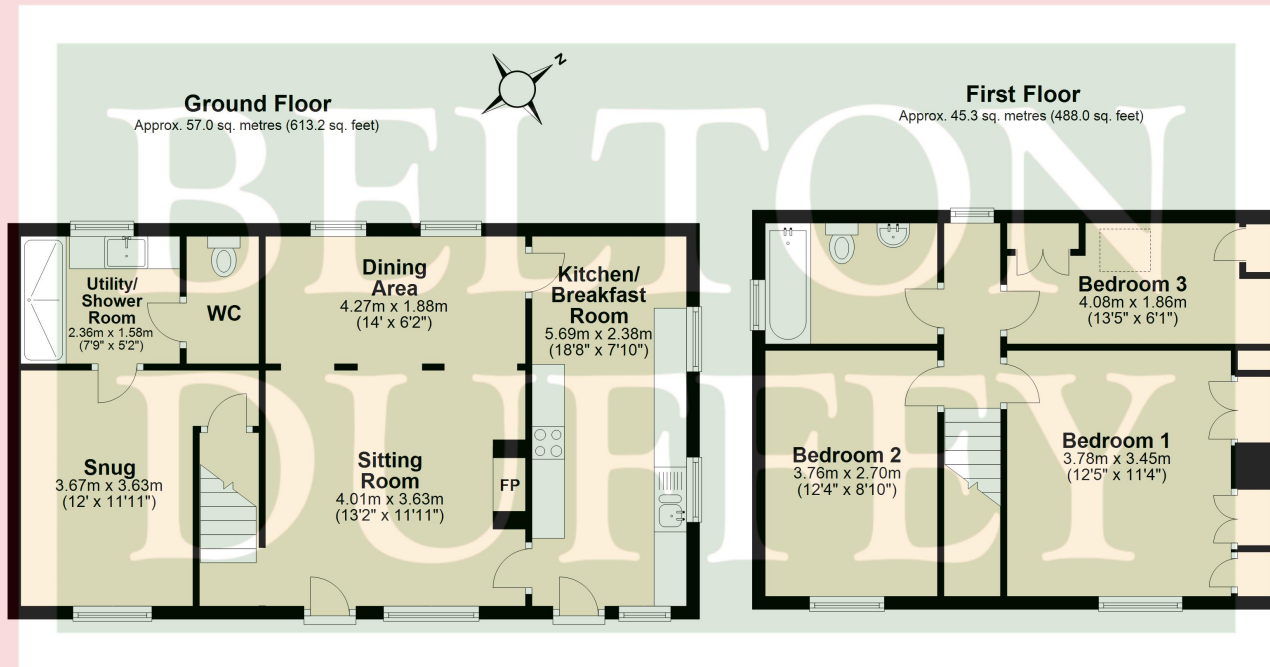 BELTON
DUFFEY
N
Ground Floor
Approx. 57.0 sq. metres (613.2 sq. feet)
Utility/
Shower
Room
2.36m x 1.58m
(7'9" x 5'2")
WC
Dining
Area
4.27m x 1.88m
(14' x 6'2")
Kitchen/
Breakfast
Room
5.69m x 2.38m
(18'8" x 7'10")
Snug
3.67m x 3.63m
(12' x 11'11")
Sitting
Room
4.01m x 3.63m
(13'2" x 11'11")
FP
First Floor
Approx. 45.3 sq. metres (488.0 sq. feet)
Bedroom 3
4.08m x 1.86m
(13'5" x 6'1")
Bedroom 2
3.76m x 2.70m
(12'4" x 8'10")
Bedroom 1
3.78m x 3.45m
(12'5" x 11'4")